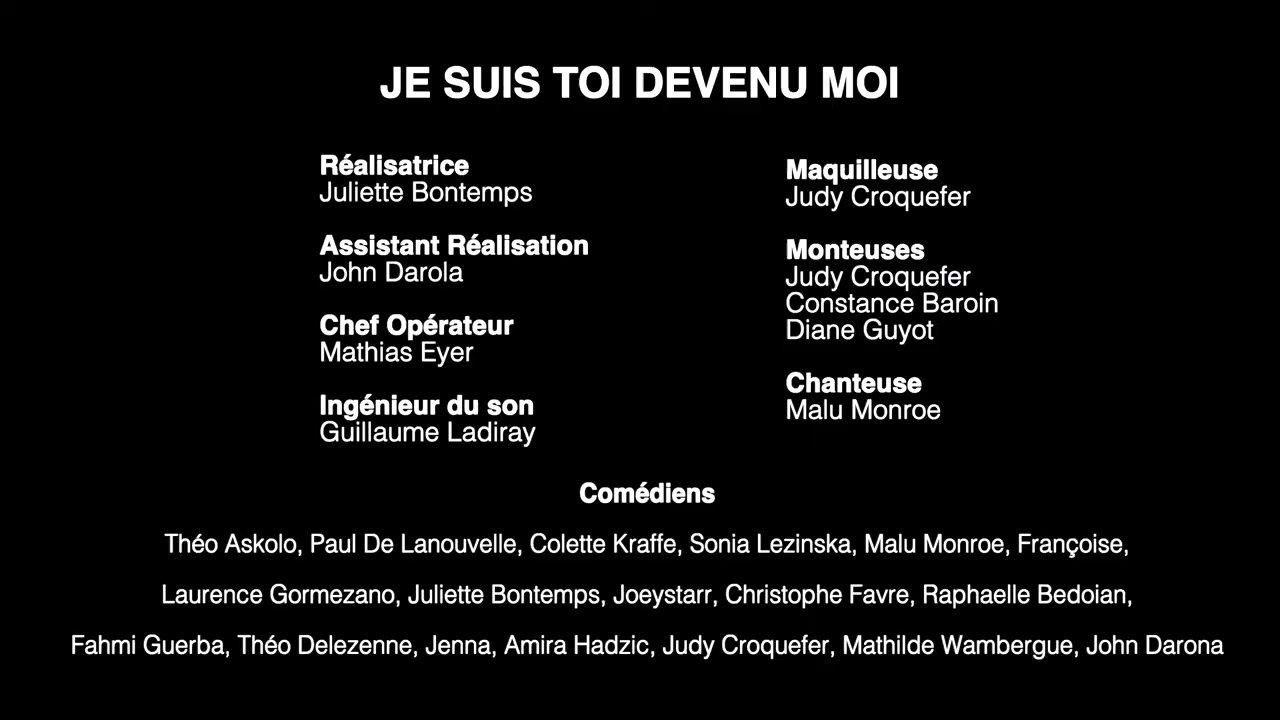 JE SUIS TOI DEVENU MOI
Réalisatrice
Juliette Bontemps
Assistant Réalisation
John Darola
Chef Opérateur
Mathias Eyer
Ingénieur du son
Guillaume Ladiray
Maquilleuse
Judy Croquefer
Monteuses
Judy Croquefer
Constance Baroin
Diane Guyot
Chanteuse
Malu Monroe
Comédiens
Théo Askolo, Paul De Lanouvelle, Colette Kraffe, Sonia Lezinska, Malu Monroe, Françoise,
Laurence Gormezano, Juliette Bontemps, Joeystarr, Christophe Favre, Raphaelle Bedoian,
Fahmi Guerba, Théo Delezenne, Jenna, Amira Hadzic, Judy Croquefer, Mathilde Wambergue, John Darona